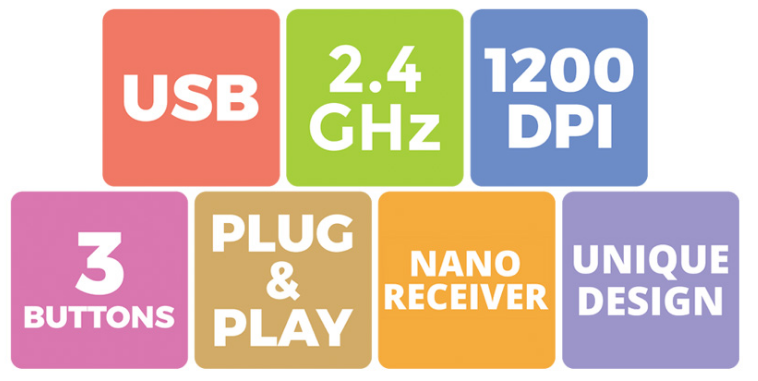 USB
2.4
GHz
1200
DPI
3
BUTTONS
PLUG
&
PLAY
NANO
RECEIVER
UNIQUE
DESIGN